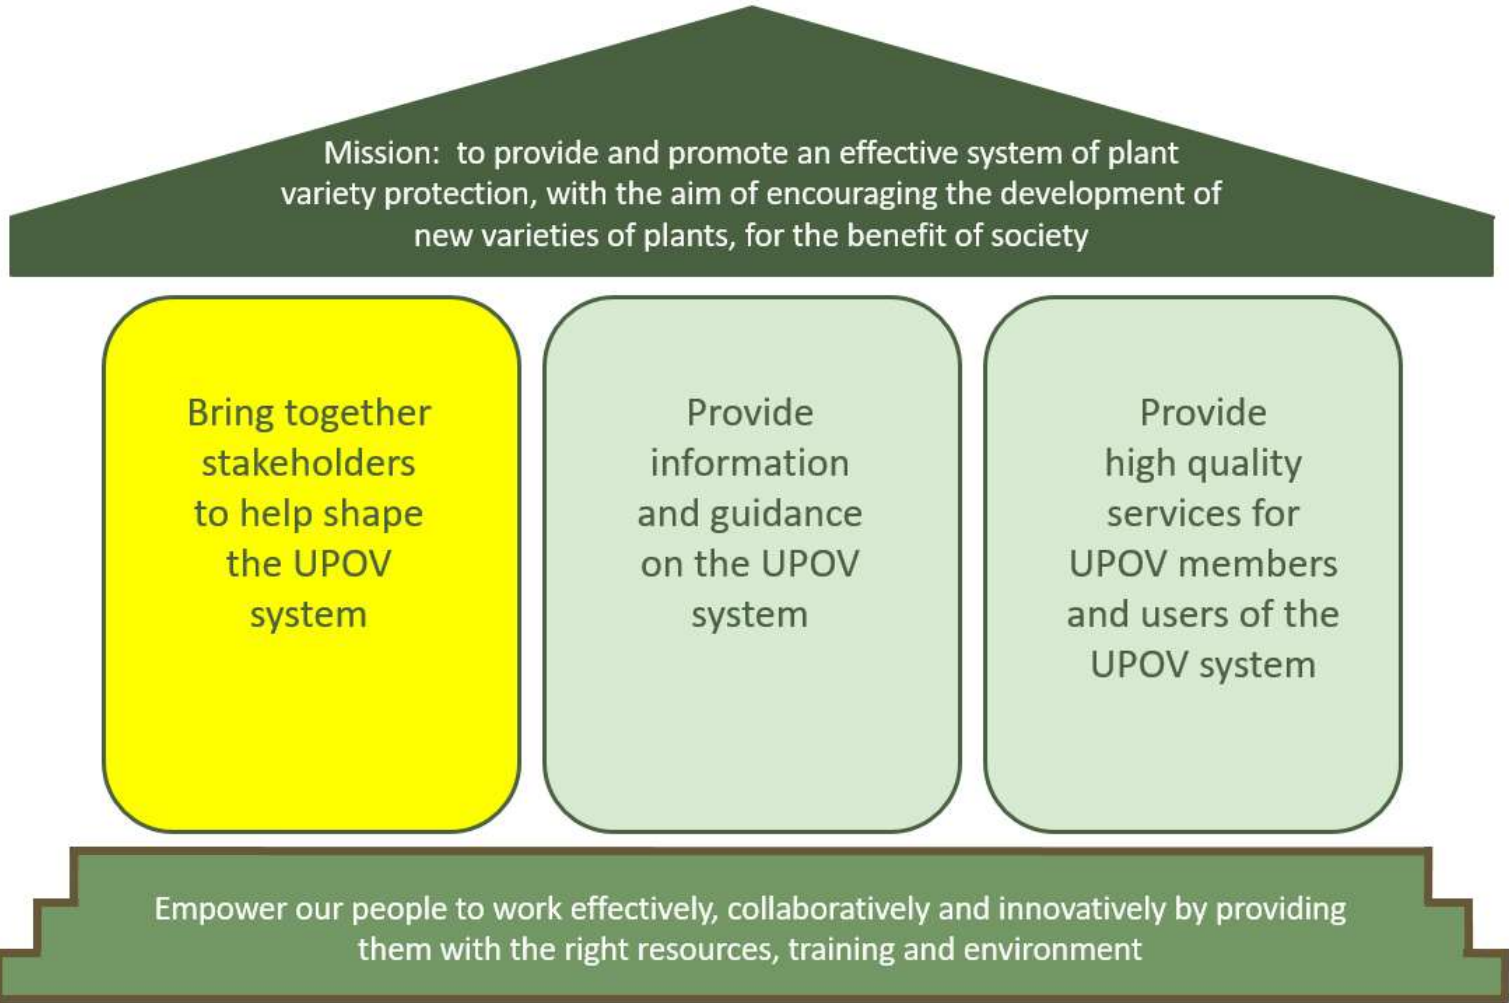 Mission:  to provide and promote an effective system of plant
variety protection, with the aim of encouraging the development of
new varieties of plants, for the benefit of society
Bring together
stakeholders
to help shape
the UPOV
system
Provide
information
and guidance
on the UPOV
system
Provide
high quality
services for
UPOV members
and users of the
UPOV system
Empower our people to work effectively, collaboratively and innovatively by providing
them with the right resources, training and environment